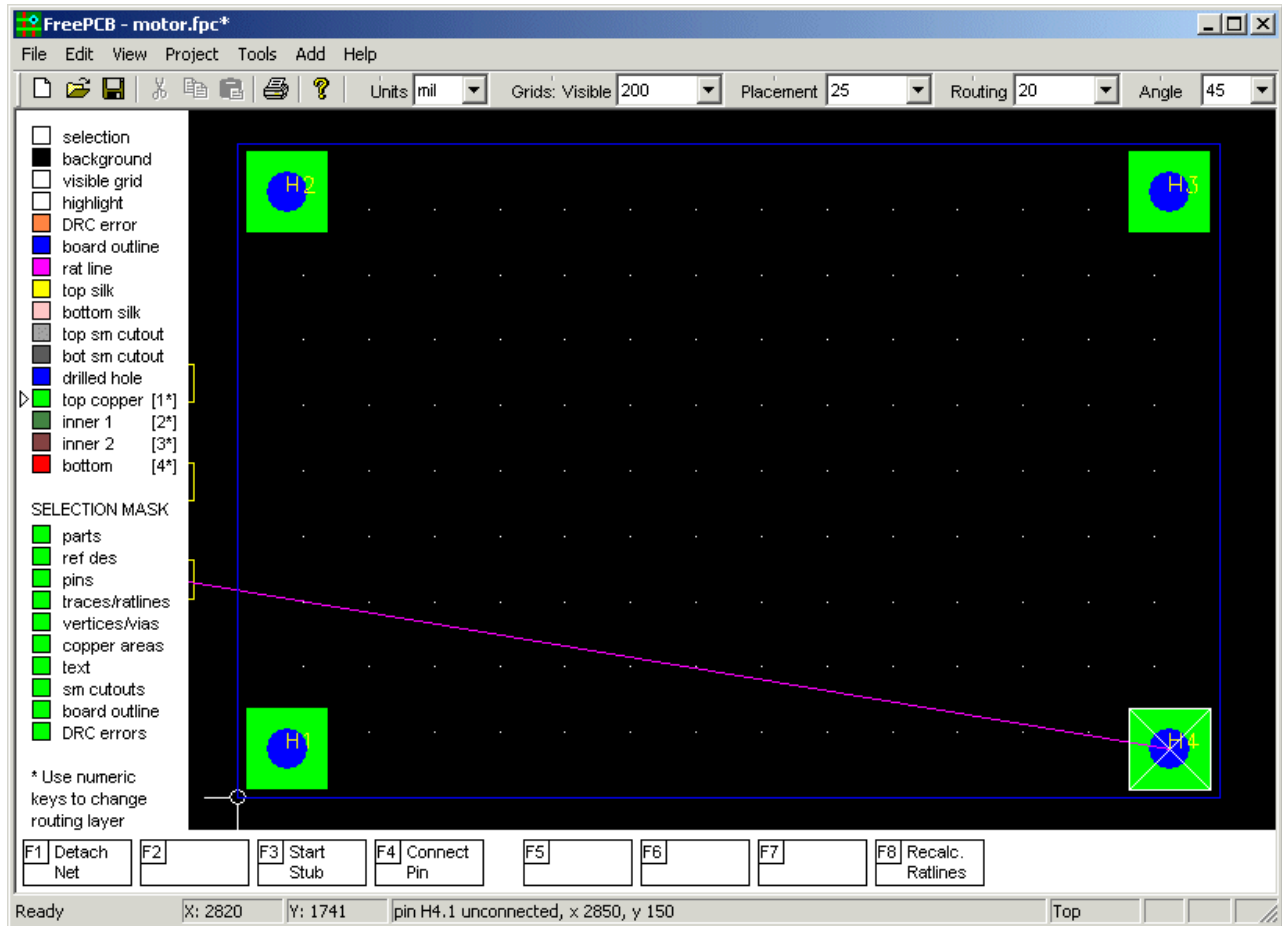 FreePCB - motor.fpc*
File Edit View Project Tools Add Help
Units mil Grids: Visible 200 Placement 25 Routing 20 Angle 45
selection
background
visible grid
highlight
DRC error
board outline
rat line
top silk
bottom silk
top sm cutout
bot sm cutout
drilled hole
top copper [1*]
inner 1 [2*]
inner 2 [3*]
bottom [4*]
SELECTION MASK
parts
ref des
pins
traces/ratlines
vertices/vias
copper areas
text
sm cutouts
board outline
DRC errors
* Use numeric
keys to change
routing layer
H2 H3
H1 H4
F1 Detach Net F2 F3 Start Stub F4 Connect Pin F5 F6 F7 F8 Recalc. Ratlines
Ready X: 2820 Y: 1741 pin H4.1 unconnected, x 2850, y 150 Top